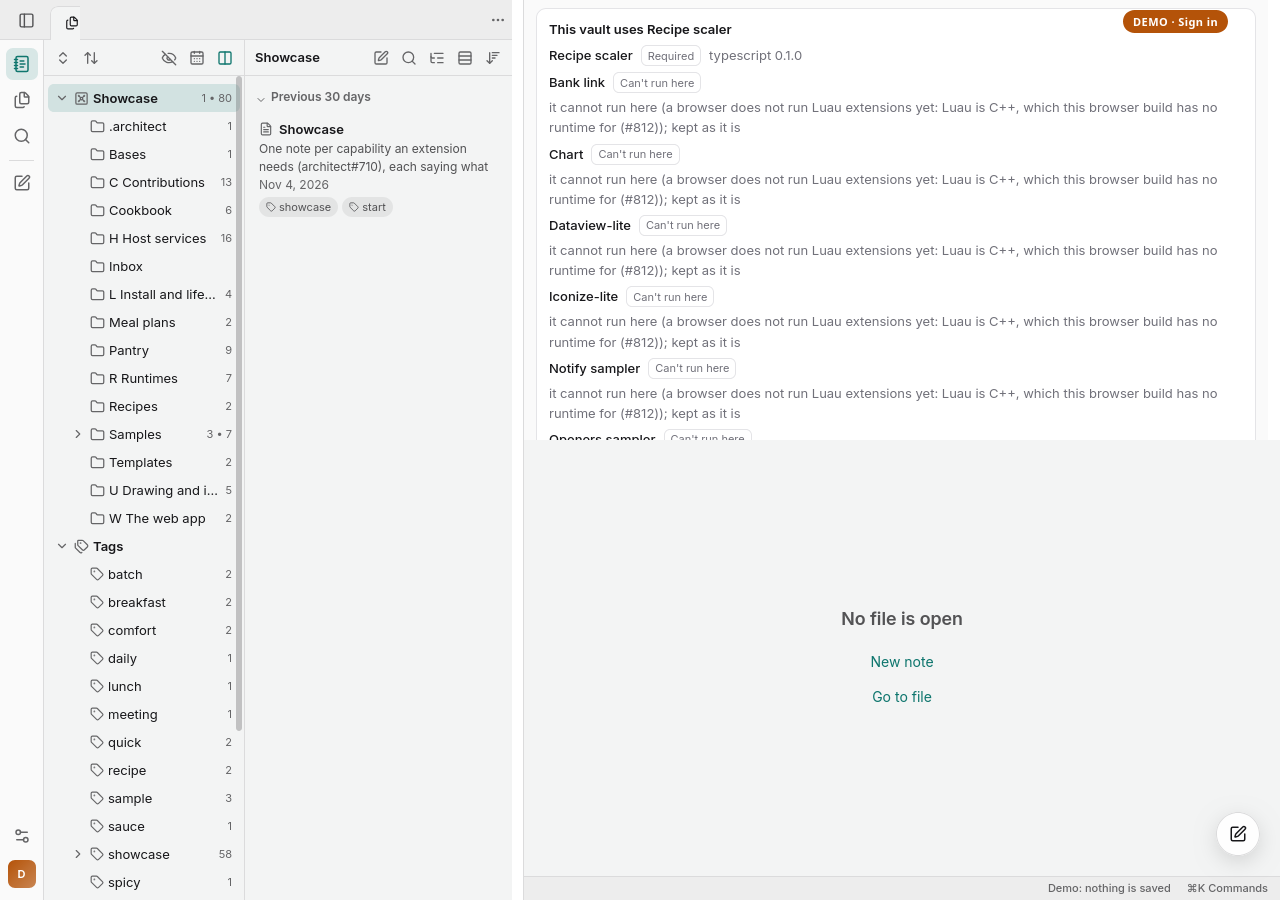 Showcase
1 • 80
.architect
1
Bases
1
C Contributions
13
Cookbook
6
H Host services
16
Inbox
L Install and life...
4
Meal plans
2
Pantry
9
R Runtimes
7
Recipes
2
Samples
3 • 7
Templates
2
U Drawing and i...
5
W The web app
2
Tags
batch
2
breakfast
2
comfort
2
daily
1
lunch
1
meeting
1
quick
2
recipe
2
sample
3
sauce
1
showcase
58
spicy
1
D
Showcase
Previous 30 days
Showcase
One note per capability an extension
needs (architect#710), each saying what
Nov 4, 2026
showcase
start
DEMO · Sign in
This vault uses Recipe scaler
Recipe scaler Required typescript 0.1.0
Bank link Can't run here
it cannot run here (a browser does not run Luau extensions yet: Luau is C++, which this browser build has no
runtime for (#812)); kept as it is
Chart Can't run here
it cannot run here (a browser does not run Luau extensions yet: Luau is C++, which this browser build has no
runtime for (#812)); kept as it is
Dataview-lite Can't run here
it cannot run here (a browser does not run Luau extensions yet: Luau is C++, which this browser build has no
runtime for (#812)); kept as it is
Iconize-lite Can't run here
it cannot run here (a browser does not run Luau extensions yet: Luau is C++, which this browser build has no
runtime for (#812)); kept as it is
Notify sampler Can't run here
it cannot run here (a browser does not run Luau extensions yet: Luau is C++, which this browser build has no
runtime for (#812)); kept as it is
Openers sampler Can't run here
No file is open
New note
Go to file
Demo: nothing is saved
⌘K Commands